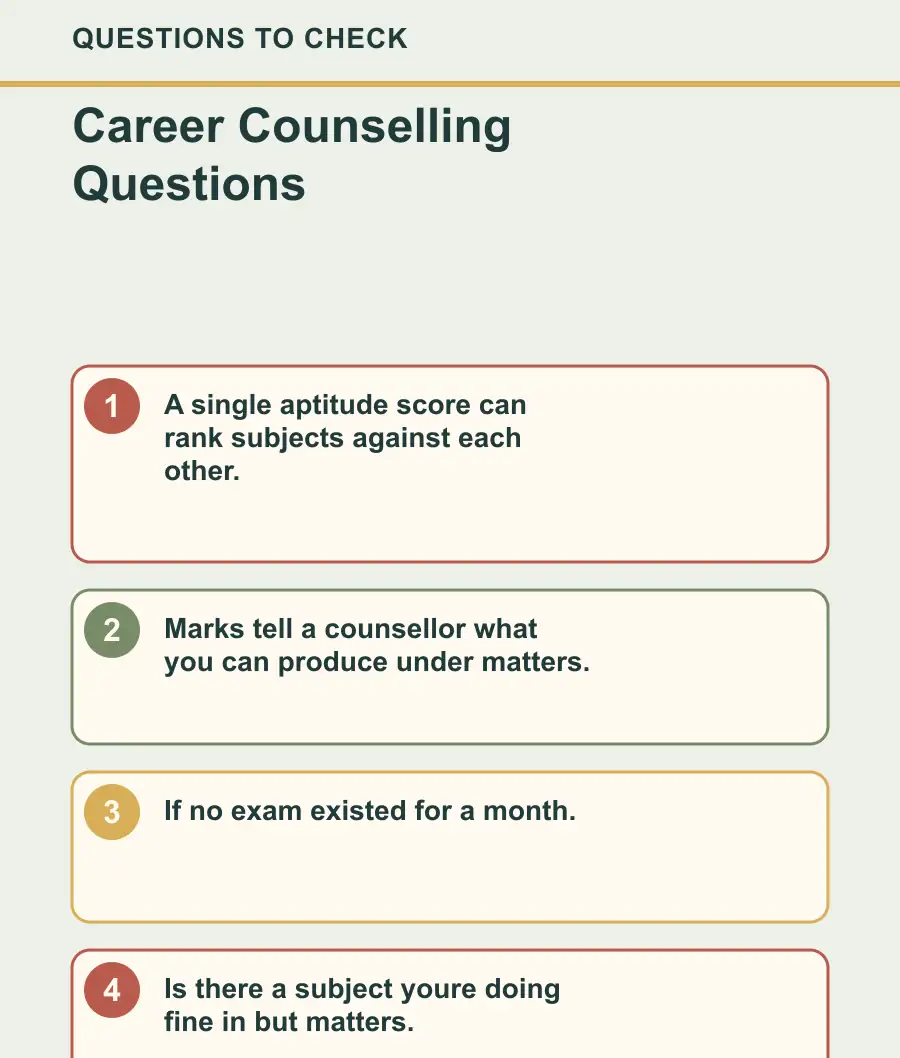 QUESTIONS TO CHECK
Career Counselling
Questions
1
A single aptitude score can
rank subjects against each
other.
2
Marks tell a counsellor what
you can produce under matters.
3
If no exam existed for a month.
4
Is there a subject youre doing
fine in but matters.